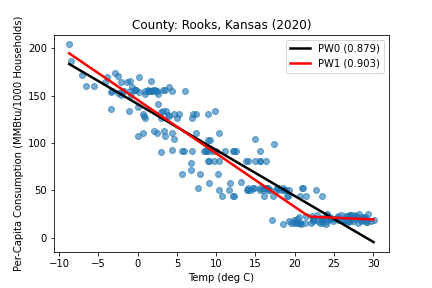 County: Rooks, Kansas (2020)
PW0 (0.879)
PW1 (0.903)
Per-Capita Consumption (MMBtu/1000 Households)
200
150
100
50
0
−10 −5 0 5 10 15 20 25 30
Temp (deg C)